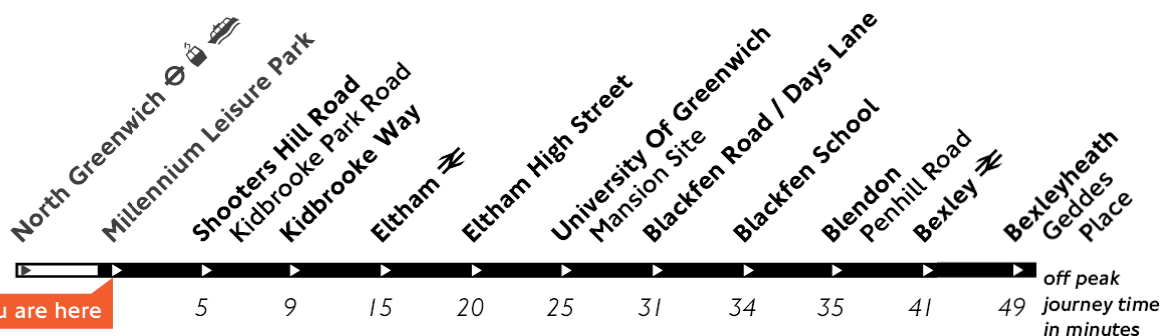 North Greenwich
Millennium Leisure Park
Shooters Hill Road
Kidbrooke Park Road
Kidbrooke Way
Eltham
Eltham High Street
University Of Greenwich
Mansion Site
Blackfen Road / Days Lane
Blackfen School
Blendon
Penhill Road
Bexley
Bexleyheath
Geddes
Place
u are here
5 9 15 20 25 31 34 35 41 49
off peak
journey time
in minutes